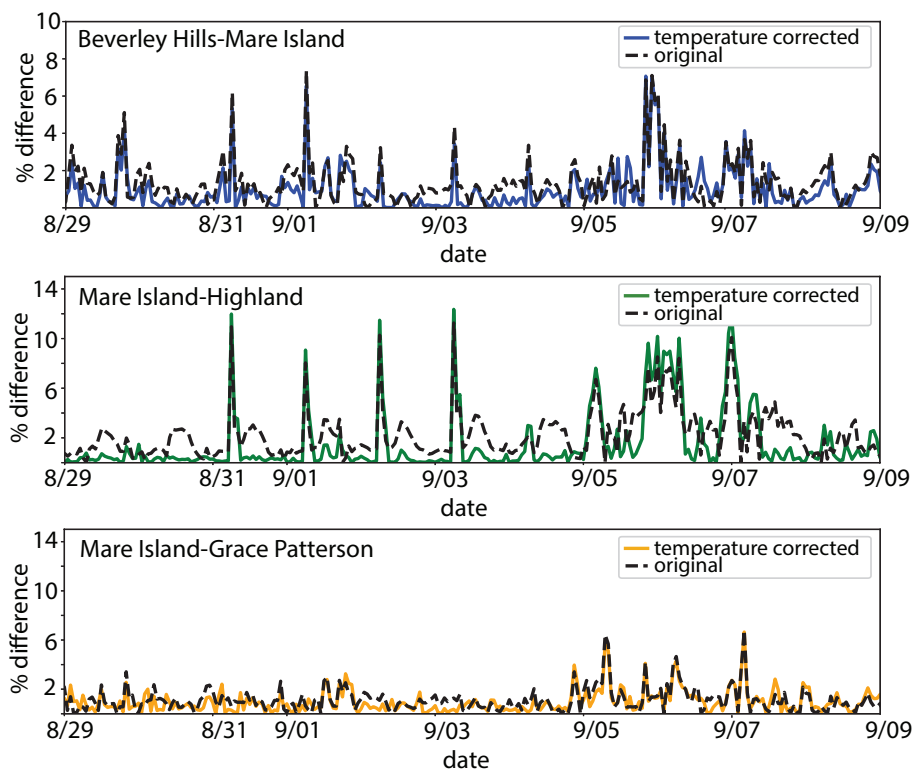 Beverley Hills-Mare Island
temperature corrected
original
% difference
10
8
6
4
2
8/29
8/31
9/01
9/03
9/05
9/07
9/09
date
Mare Island-Highland
temperature corrected
original
% difference
14
10
6
2
8/29
8/31
9/01
9/03
9/05
9/07
9/09
date
Mare Island-Grace Patterson
temperature corrected
original
% difference
14
10
6
2
8/29
8/31
9/01
9/03
9/05
9/07
9/09
date